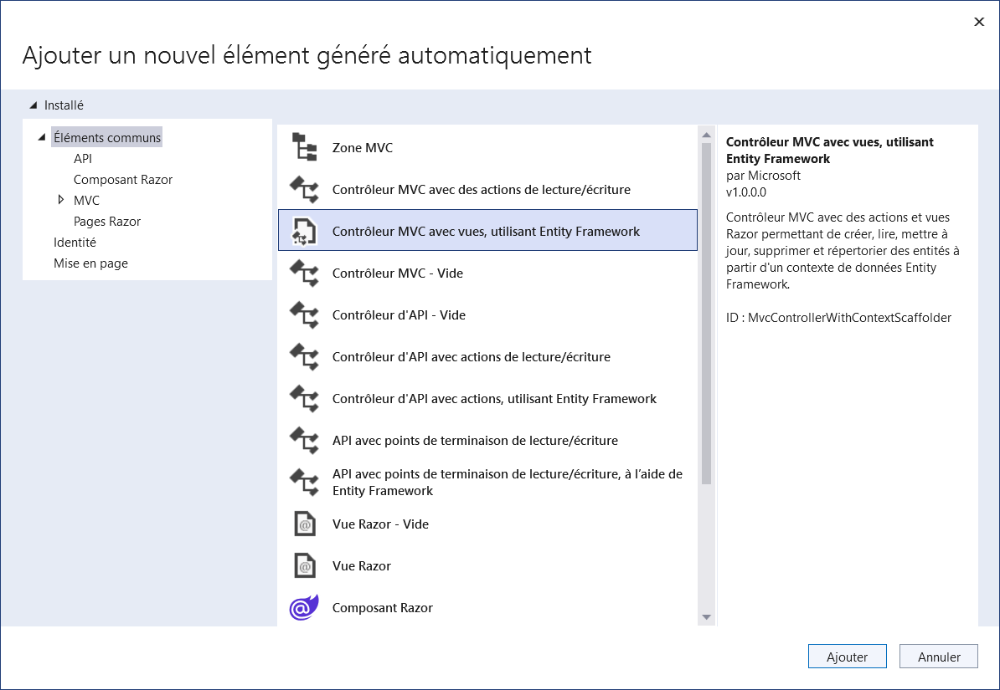 Ajouter un nouvel élément généré automatiquement
Installé
Éléments communs
API
Composant Razor
MVC
Pages Razor
Identité
Mise en page
Zone MVC
Contrôleur MVC avec des actions de lecture/écriture
Contrôleur MVC avec vues, utilisant Entity Framework
Contrôleur MVC - Vide
Contrôleur d'API - Vide
Contrôleur d'API avec actions de lecture/écriture
Contrôleur d'API avec actions, utilisant Entity Framework
API avec points de terminaison de lecture/écriture
API avec points de terminaison de lecture/écriture, à l’aide de
Entity Framework
Vue Razor - Vide
Vue Razor
Composant Razor
Contrôleur MVC avec vues, utilisant
Entity Framework
par Microsoft
v1.0.0.0
Contrôleur MVC avec des actions et vues
Razor permettant de créer, lire, mettre à
jour, supprimer et répertorier des entités à
partir d'un contexte de données Entity
Framework.
ID : MvcControllerWithContextScaffolder
Ajouter
Annuler